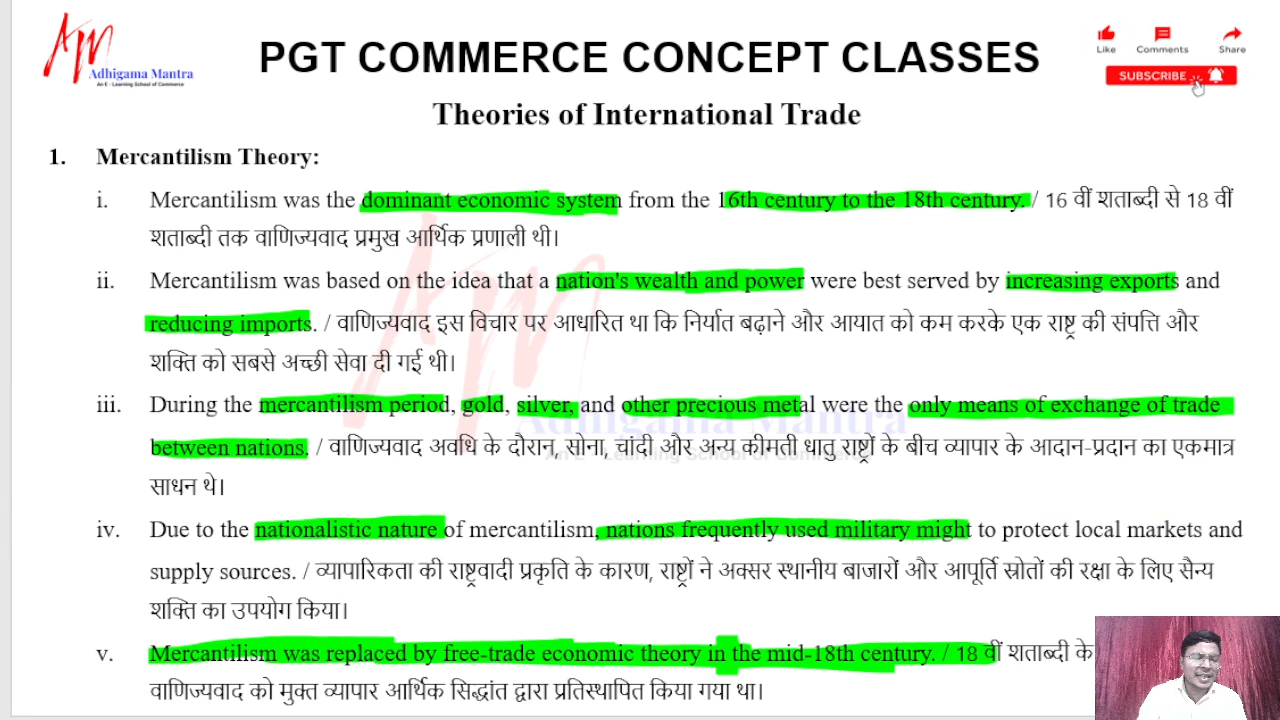 Adhigama Mantra
An E - Learning School of Commerce
PGT COMMERCE CONCEPT CLASSES
Like Comments Share
SUBSCRIBE
Theories of International Trade
1. Mercantilism Theory:
i. Mercantilism was the dominant economic system from the 16th century to the 18th century. / 16 वीं शताब्दी से 18 वीं
शताब्दी तक वाणिज्यवाद प्रमुख आर्थिक प्रणाली थी।
ii. Mercantilism was based on the idea that a nation's wealth and power were best served by increasing exports and
reducing imports. / वाणिज्यवाद इस विचार पर आधारित था कि निर्यात बढ़ाने और आयात को कम करके एक राष्ट्र की संपत्ति और
शक्ति को सबसे अच्छी सेवा दी गई थी।
iii. During the mercantilism period, gold, silver, and other precious metal were the only means of exchange of trade
between nations. / वाणिज्यवाद अवधि के दौरान, सोना, चांदी और अन्य कीमती धातु राष्ट्रों के बीच व्यापार के आदान-प्रदान का एकमात्र
साधन थे।
iv. Due to the nationalistic nature of mercantilism, nations frequently used military might to protect local markets and
supply sources. / व्यापारिकता की राष्ट्रवादी प्रकृति के कारण, राष्ट्रों ने अक्सर स्थानीय बाजारों और आपूर्ति स्रोतों की रक्षा के लिए सैन्य
शक्ति का उपयोग किया।
v. Mercantilism was replaced by free-trade economic theory in the mid-18th century. / 18 वीं शताब्दी के
वाणिज्यवाद को मुक्त व्यापार आर्थिक सिद्धांत द्वारा प्रतिस्थापित किया गया था।